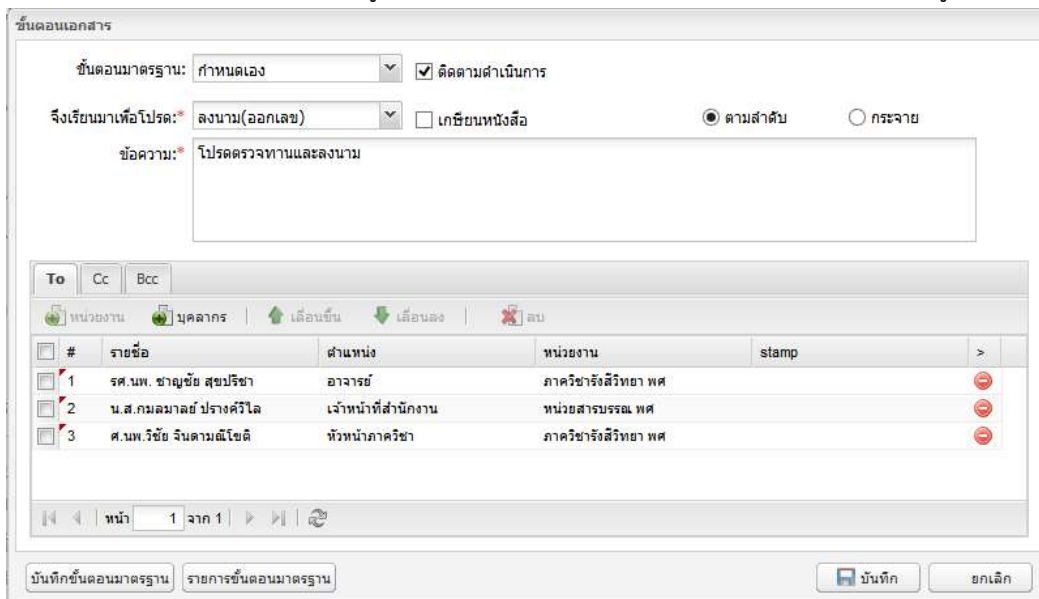 ขั้นตอนเอกสาร
ขั้นตอนมาตรฐาน: กำหนดเอง ติดตามดำเนินการ
จึงเรียนมาเพื่อโปรด:* ลงนาม(ออกเลข) เกษียนหนังสือ ตามลำดับ กระจาย
ข้อความ:* โปรดตรวจทานและลงนาม
To Cc Bcc
หน่วยงาน บุคลากร เลื่อนขึ้น เลื่อนลง ลบ
# รายชื่อ ตำแหน่ง หน่วยงาน stamp >
1 รศ.นพ. ชาญชัย สุขปรีชา อาจารย์ ภาควิชารังสีวิทยา พศ
2 น.ส.กมลมาลย์ ปรางค์วิไล เจ้าหน้าที่สำนักงาน หน่วยสารบรรณ พศ
3 ศ.นพ.วิชัย จินดามณีโชติ หัวหน้าภาควิชา ภาควิชารังสีวิทยา พศ
หน้า 1 จาก 1
บันทึกขั้นตอนมาตรฐาน รายการขั้นตอนมาตรฐาน บันทึก ยกเลิก